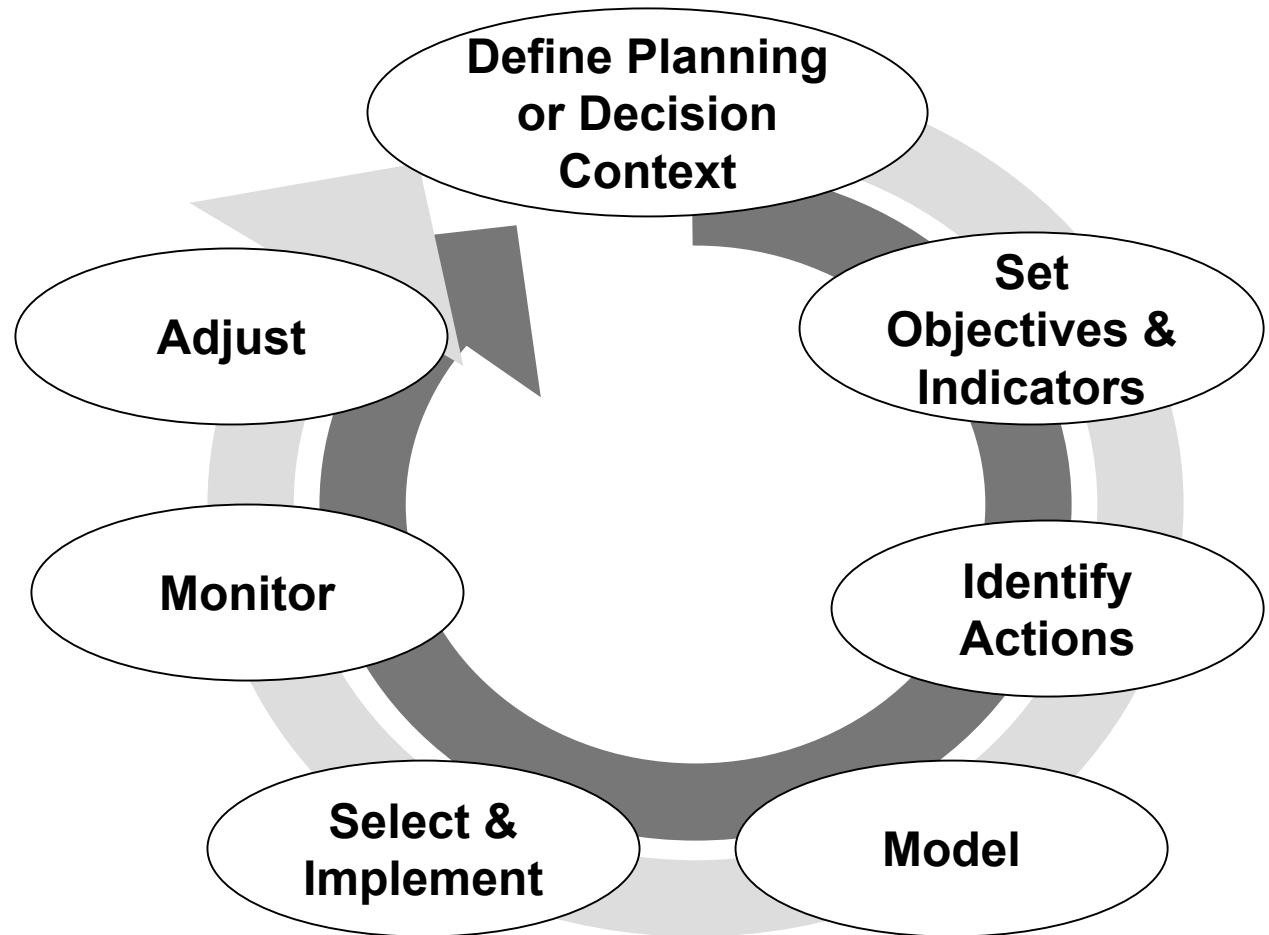 Define Planning
or Decision
Context
Set
Objectives &
Indicators
Identify
Actions
Model
Select &
Implement
Monitor
Adjust